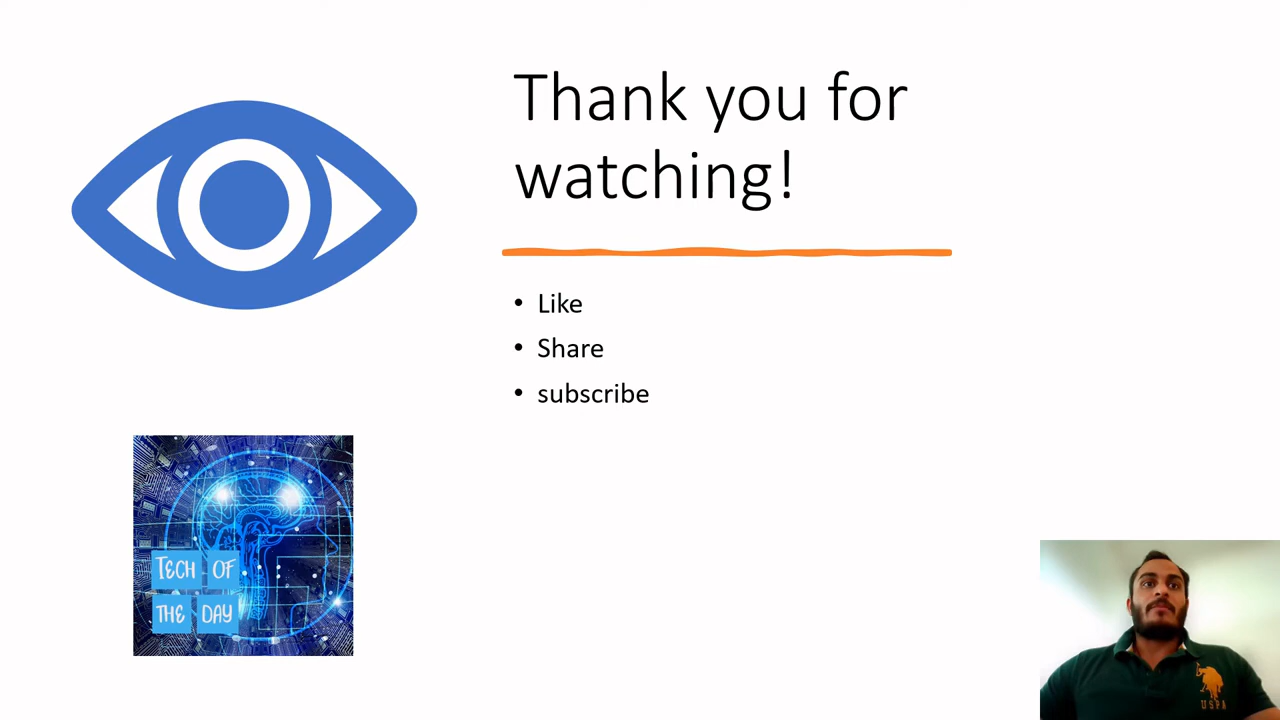 Thank you for
watching!
• Like
• Share
• subscribe
TECH OF
THE DAY
USPA